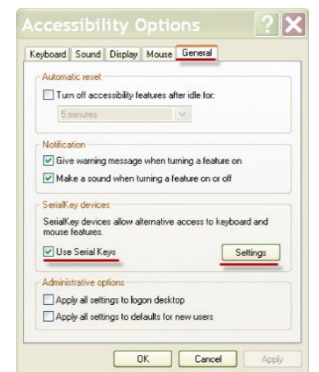 Accessibility Options
Keyboard Sound Display Mouse General
Automatic reset
Turn off accessibility features after idle for:
5 minutes
Notification
Give warning message when turning a feature on
Make a sound when turning a feature on or off
SerialKey devices
SerialKey devices allow alternative access to keyboard and
mouse features.
Use Serial Keys Settings
Administrative options
Apply all settings to logon desktop
Apply all settings to defaults for new users
OK Cancel Apply